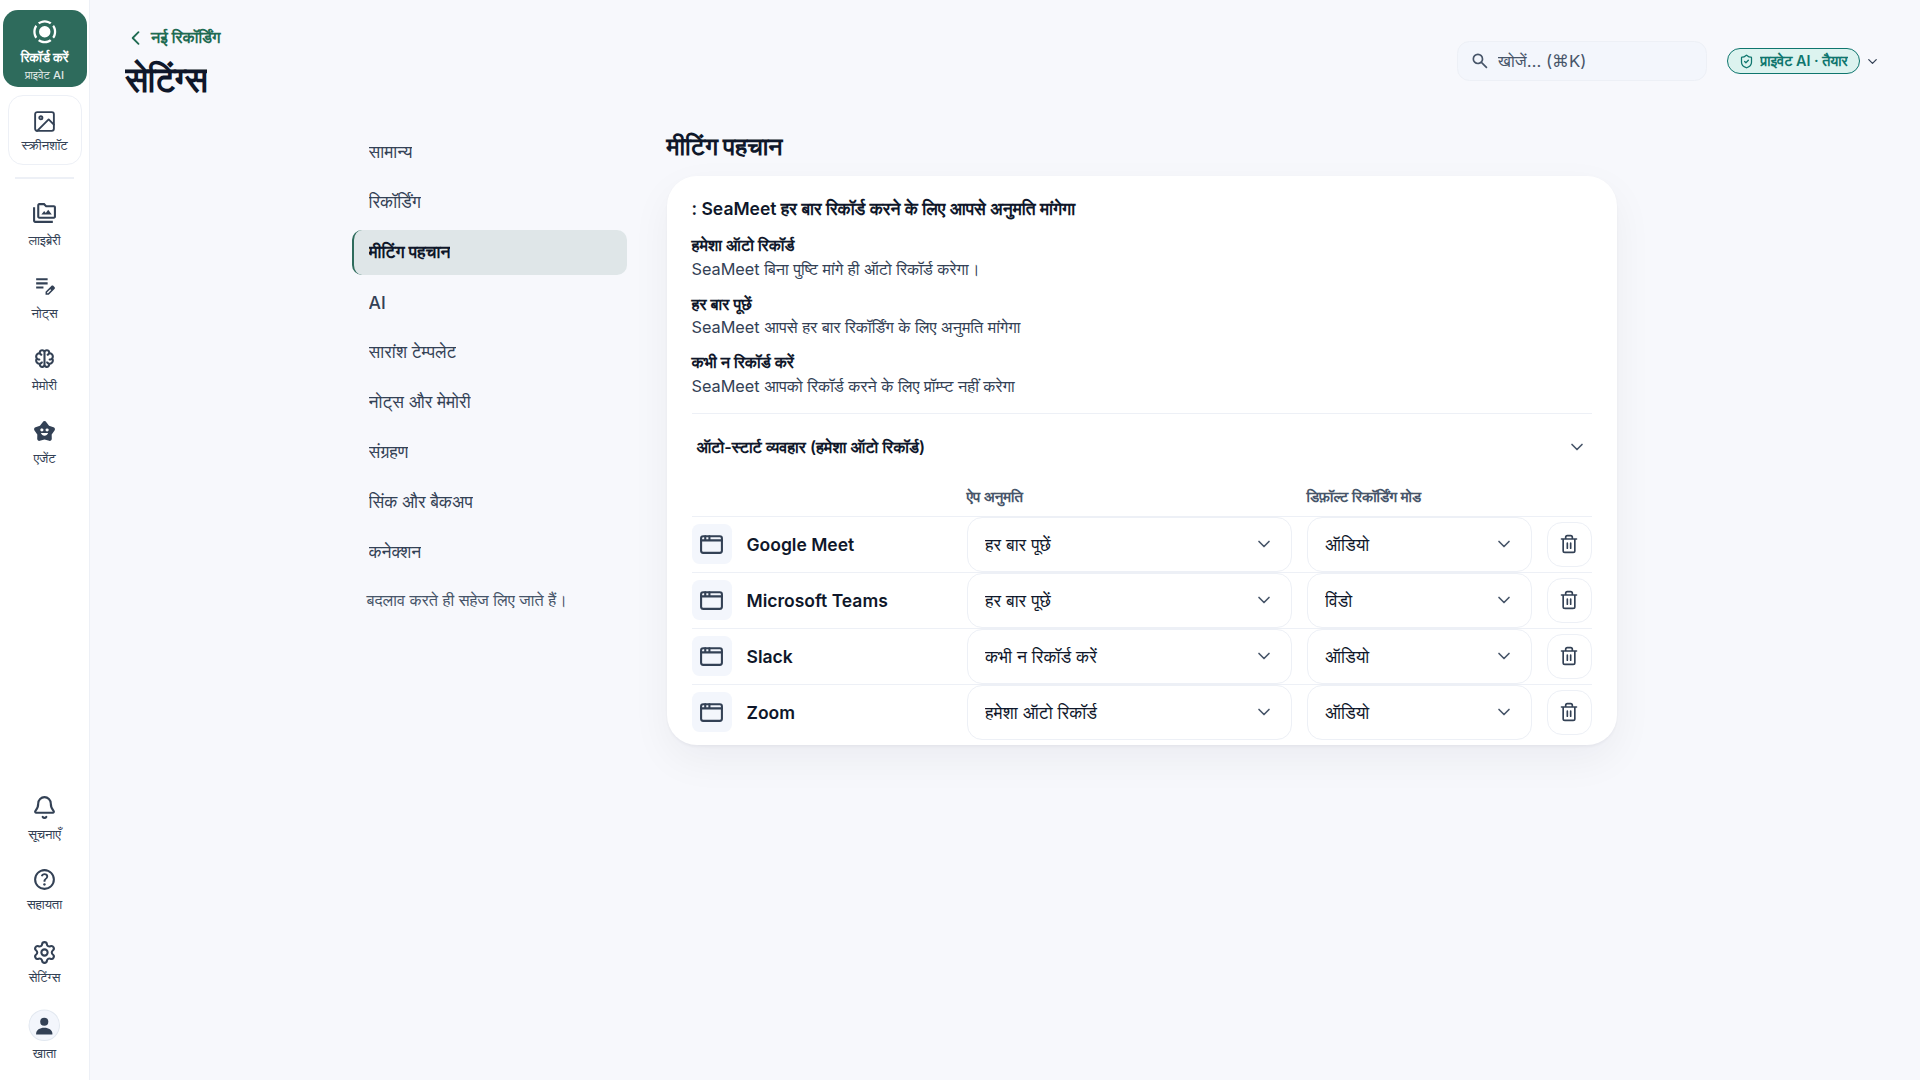 रिकॉर्ड करें
प्राइवेट AI
स्क्रीनशॉट
लाइब्रेरी
नोट्स
मेमोरी
एजेंट
सूचनाएँ
सहायता
सेटिंग्स
खाता
नई रिकॉर्डिंग
सेटिंग्स
खोजें... (⌘K)
प्राइवेट AI · तैयार
सामान्य
रिकॉर्डिंग
मीटिंग पहचान
AI
सारांश टेम्पलेट
नोट्स और मेमोरी
संग्रहण
सिंक और बैकअप
कनेक्शन
बदलाव करते ही सहेज लिए जाते हैं।
मीटिंग पहचान
: SeaMeet हर बार रिकॉर्ड करने के लिए आपसे अनुमति मांगेगा
हमेशा ऑटो रिकॉर्ड
SeaMeet बिना पुष्टि मांगे ही ऑटो रिकॉर्ड करेगा।
हर बार पूछें
SeaMeet आपसे हर बार रिकॉर्डिंग के लिए अनुमति मांगेगा
कभी न रिकॉर्ड करें
SeaMeet आपको रिकॉर्ड करने के लिए प्रॉम्प्ट नहीं करेगा
ऑटो-स्टार्ट व्यवहार (हमेशा ऑटो रिकॉर्ड)
ऐप अनुमति डिफ़ॉल्ट रिकॉर्डिंग मोड
Google Meet हर बार पूछें ऑडियो
Microsoft Teams हर बार पूछें विंडो
Slack कभी न रिकॉर्ड करें ऑडियो
Zoom हमेशा ऑटो रिकॉर्ड ऑडियो